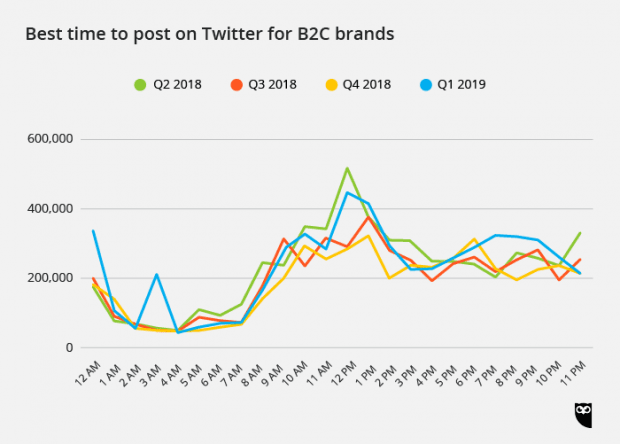 Best time to post on Twitter for B2C brands
Q2 2018 Q3 2018 Q4 2018 Q1 2019
600,000
400,000
200,000
0
12 AM 1 AM 2 AM 3 AM 4 AM 5 AM 6 AM 7 AM 8 AM 9 AM 10 AM 11 AM 12 PM 1 PM 2 PM 3 PM 4 PM 5 PM 6 PM 7 PM 8 PM 9 PM 10 PM 11 PM